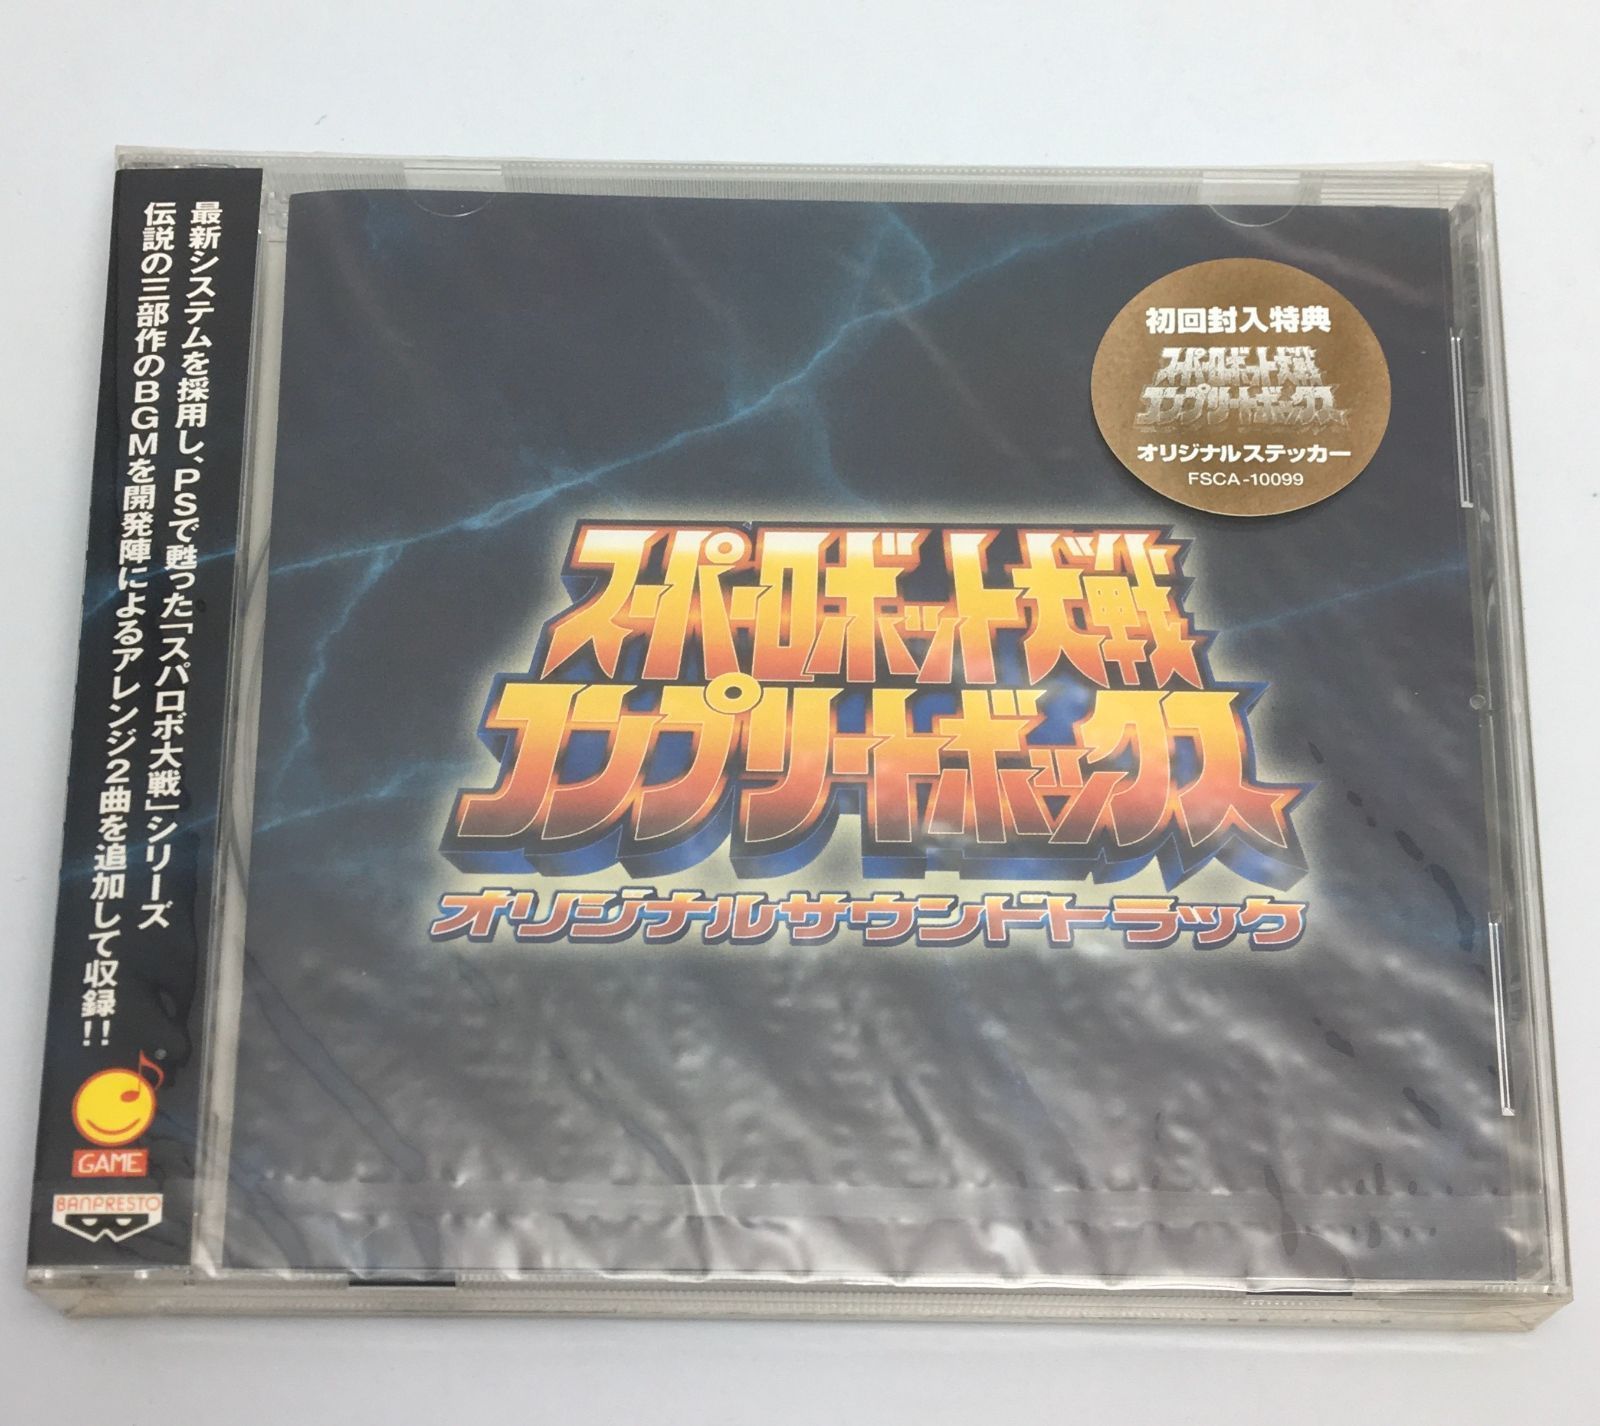 最新システムを採用し、PSで甦った「スパロボ大戦」シリーズ
伝説の三部作のBGMを開発陣によるアレンジ2曲を追加して収録!!
GAME
BANPRESTO
初回封入特典
スーパーロボット大戦
コンプリートボックス
オリジナルステッカー
FSCA-10099
スーパーロボット大戦
コンプリートボックス
オリジナルサウンドトラック